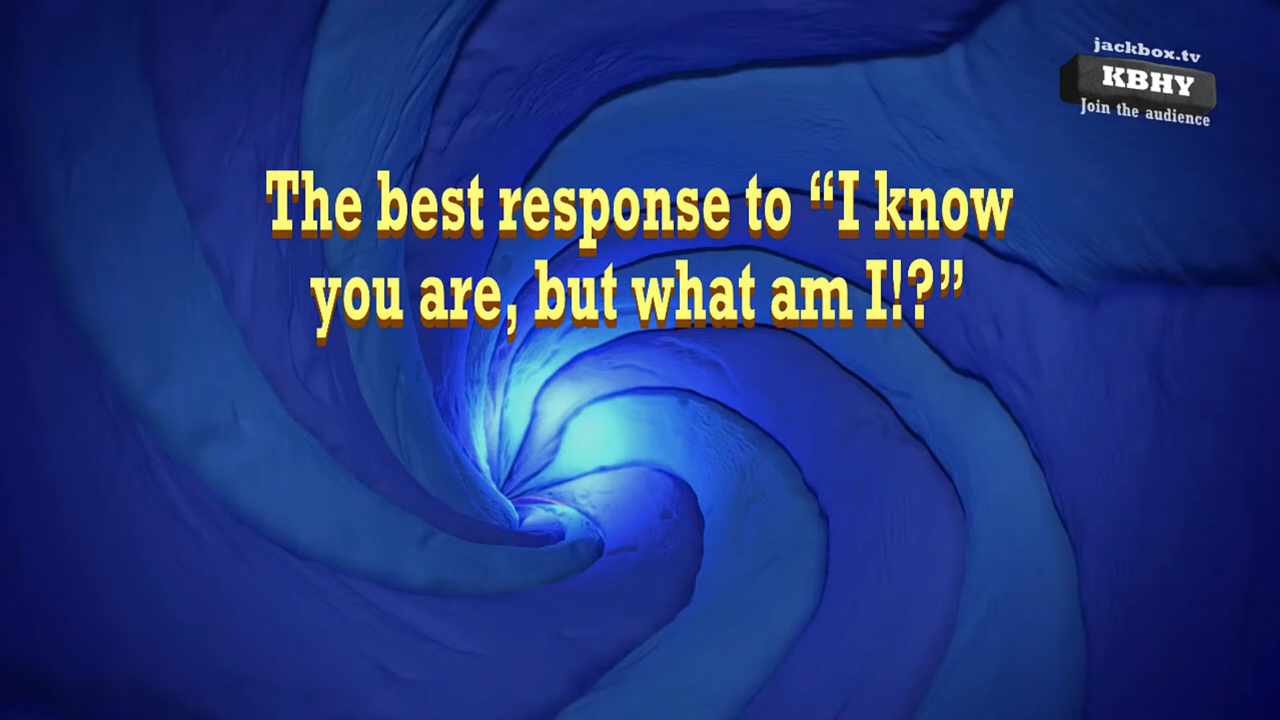 jackbox.tv
KBHY
Join the audience
The best response to “I know
you are, but what am I!?”